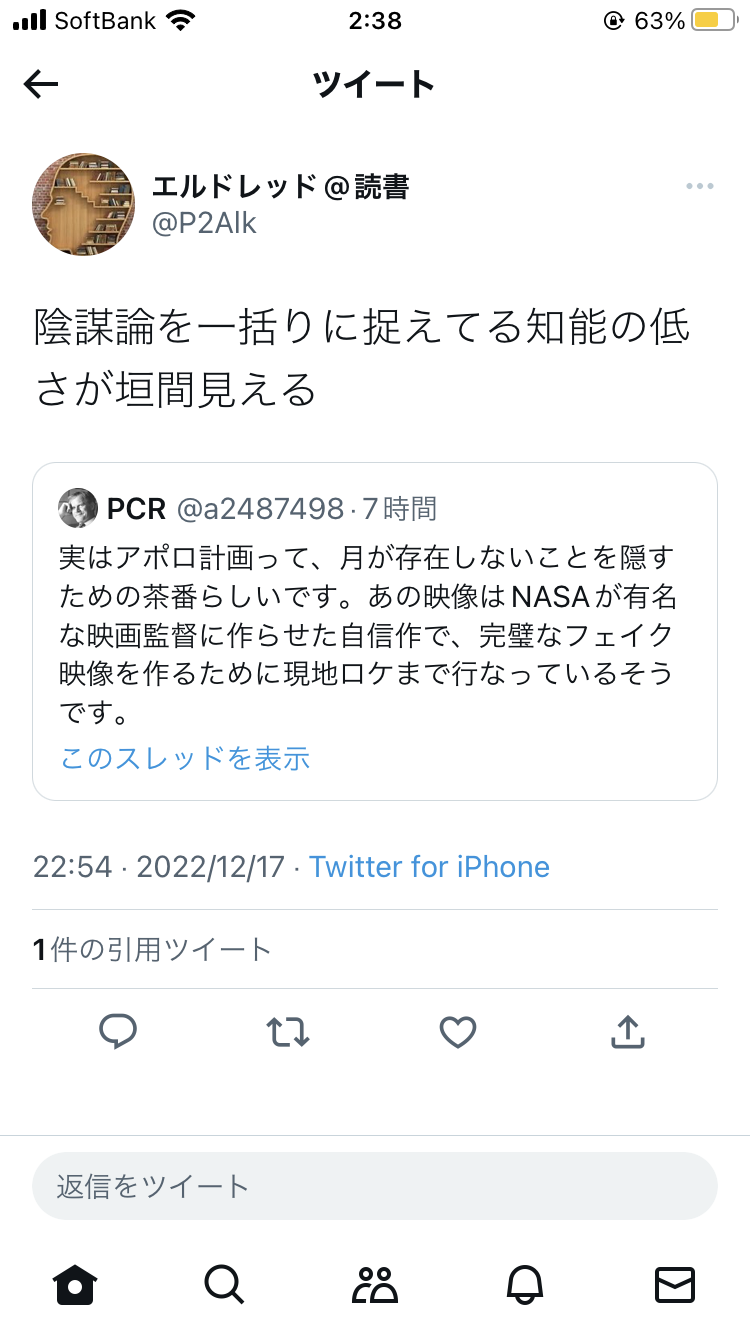 SoftBank 2:38 63%
ツイート
エルドレッド@読書
@P2Alk
陰謀論を一括りに捉えてる知能の低
さが垣間見える
PCR @a2487498·7時間
実はアポロ計画って、月が存在しないことを隠す
ための茶番らしいです。あの映像はNASAが有名
な映画監督に作らせた自信作で、完璧なフェイク
映像を作るために現地ロケまで行なっているそう
です。
このスレッドを表示
22:54 · 2022/12/17 · Twitter for iPhone
1件の引用ツイート
返信をツイート